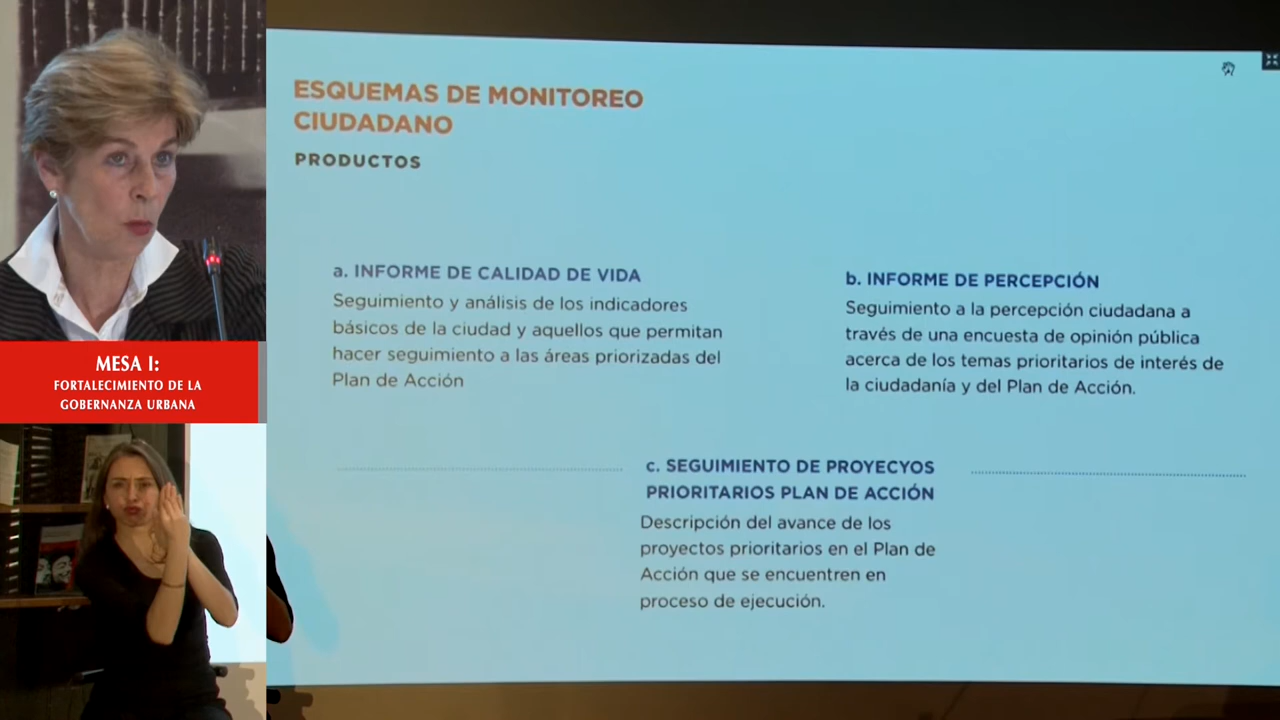 ESQUEMAS DE MONITOREO
CIUDADANO
PRODUCTOS
a. INFORME DE CALIDAD DE VIDA
Seguimiento y análisis de los indicadores
básicos de la ciudad y aquellos que permitan
hacer seguimiento a las áreas priorizadas del
Plan de Acción
b. INFORME DE PERCEPCIÓN
Seguimiento a la percepción ciudadana a
través de una encuesta de opinión pública
acerca de los temas prioritarios de interés de
la ciudadanía y del Plan de Acción.
c. SEGUIMIENTO DE PROYECYOS
PRIORITARIOS PLAN DE ACCIÓN
Descripción del avance de los
proyectos prioritarios en el Plan de
Acción que se encuentren en
proceso de ejecución.
MESA I:
FORTALECIMIENTO DE LA
GOBERNANZA URBANA